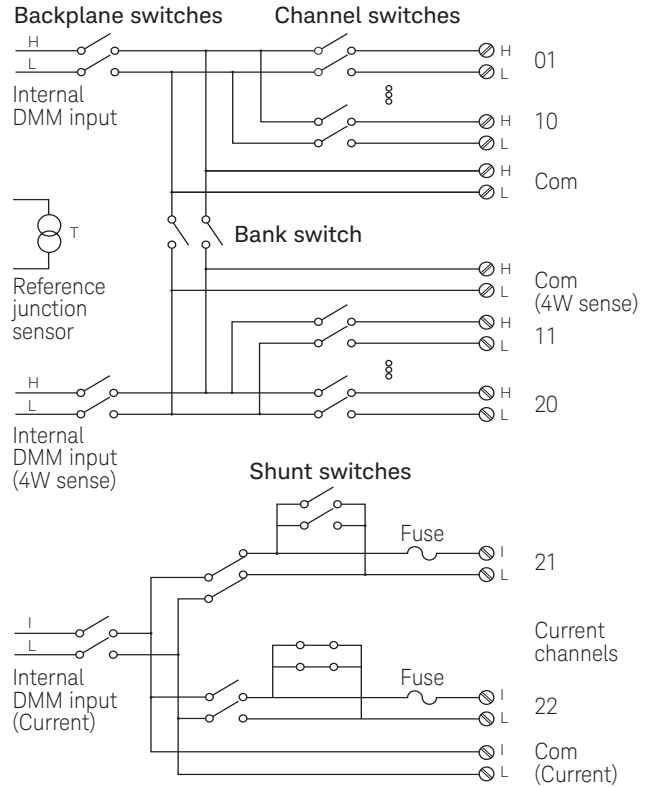 Backplane switches
Channel switches
H
L
Internal
DMM input
H
L
01
H
L
10
H
L
Com
T
Bank switch
Reference
junction
sensor
H
L
Com
(4W sense)
H
L
11
H
L
Internal
DMM input
(4W sense)
H
L
20
Shunt switches
Fuse
I
L
21
I
L
Internal
DMM input
(Current)
Current
channels
Fuse
I
L
22
I
L
Com
(Current)